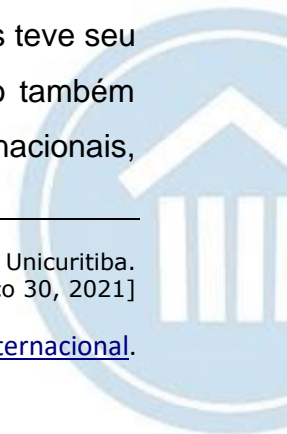 s teve seu
o também
nacionais,
Unicuritiba.
o 30, 2021]
ternacional.